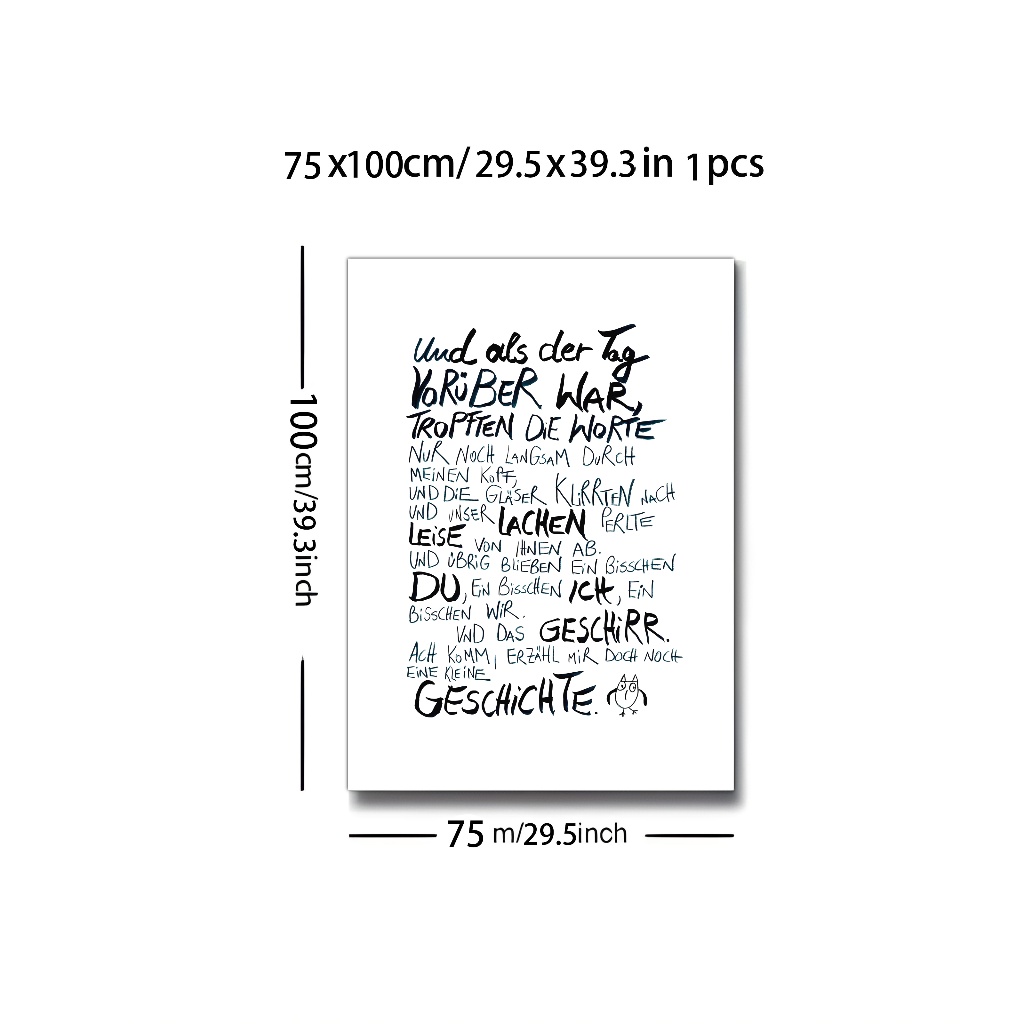 75x100cm/29.5x39.3in 1pcs
100cm/39.3inch
Und als der Tag
VORÜBER WAR,
TROPFTEN DIE WORTE
NUR NOCH LANGSAM DURCH
MEINEN KOPF,
UND DIE GLÄSER KLIRRTEN NACH
UND UNSER LACHEN PERLTE
LEISE VON IHNEN AB.
UND ÜBRIG BLIEBEN EIN BISSCHEN
DU, EIN BISSCHEN ICH, EIN
BISSCHEN WIR.
UND DAS GESCHIRR.
ACH KOMM, ERZÄHL MIR DOCH NOCH
EINE KLEINE
GESCHICHTE.
75 m/29.5inch